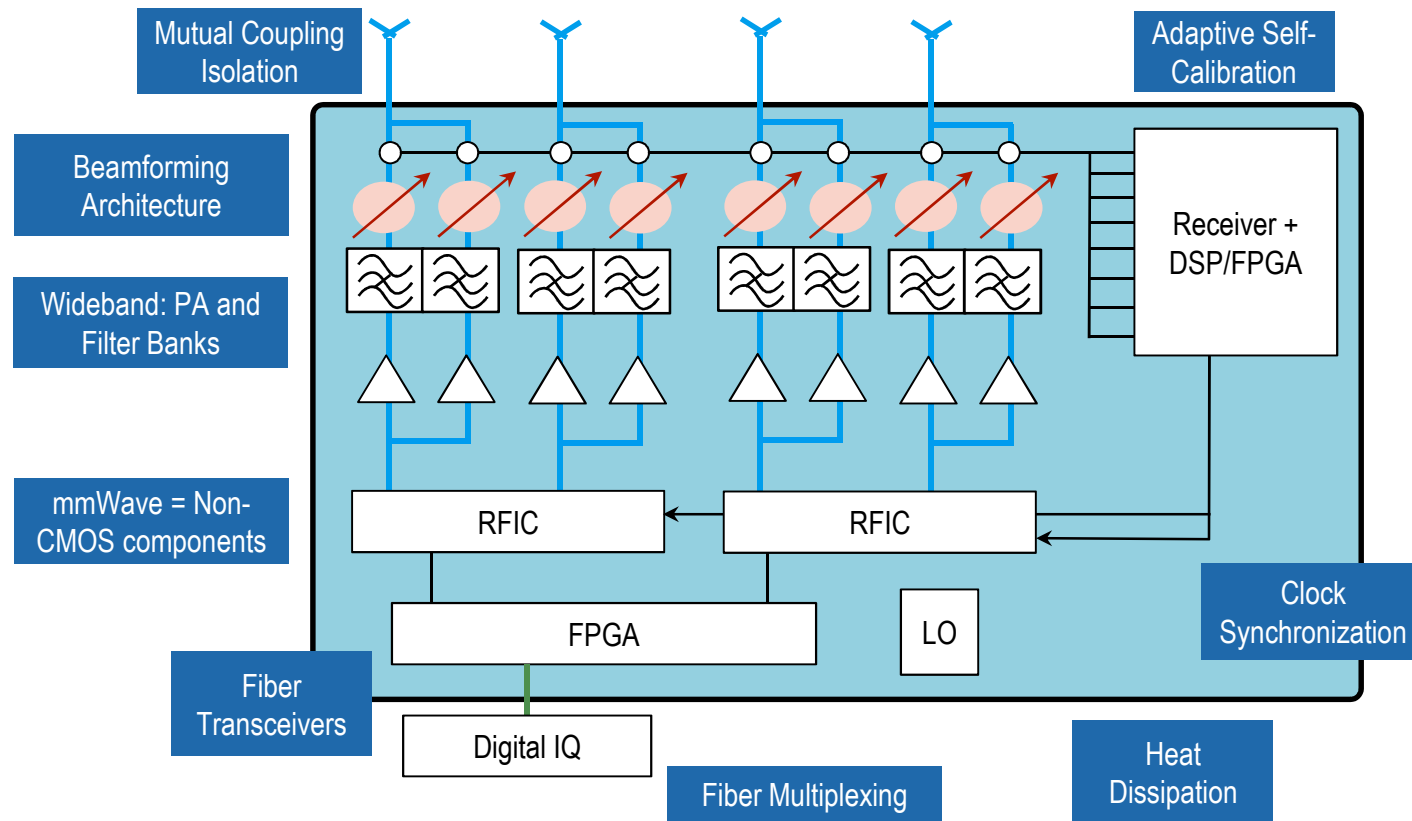 Mutual Coupling
Isolation
Adaptive Self-
Calibration
Beamforming
Architecture
Receiver +
DSP/FPGA
Wideband: PA and
Filter Banks
mmWave = Non-
CMOS components
RFIC
RFIC
Clock
Synchronization
FPGA
LO
Fiber
Transceivers
Digital IQ
Heat
Dissipation
Fiber Multiplexing